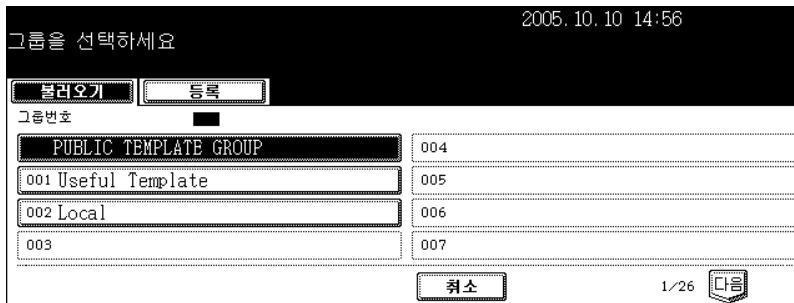 2005.10.10 14:56
그룹을 선택하세요
불러오기 등록
그룹번호
PUBLIC TEMPLATE GROUP 004
001 Useful Template 005
002 Local 006
003 007
취소 1/26 다음